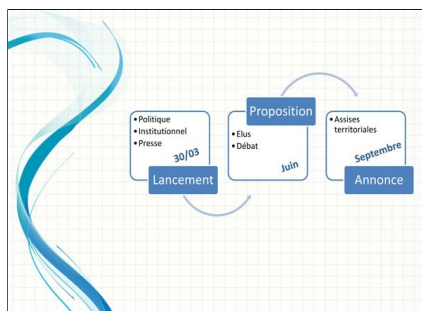 • Politique
• Institutionnel
• Presse
30/03
Lancement
Proposition
• Elus
• Débat
Juin
• Assises
territoriales
Septembre
Annonce